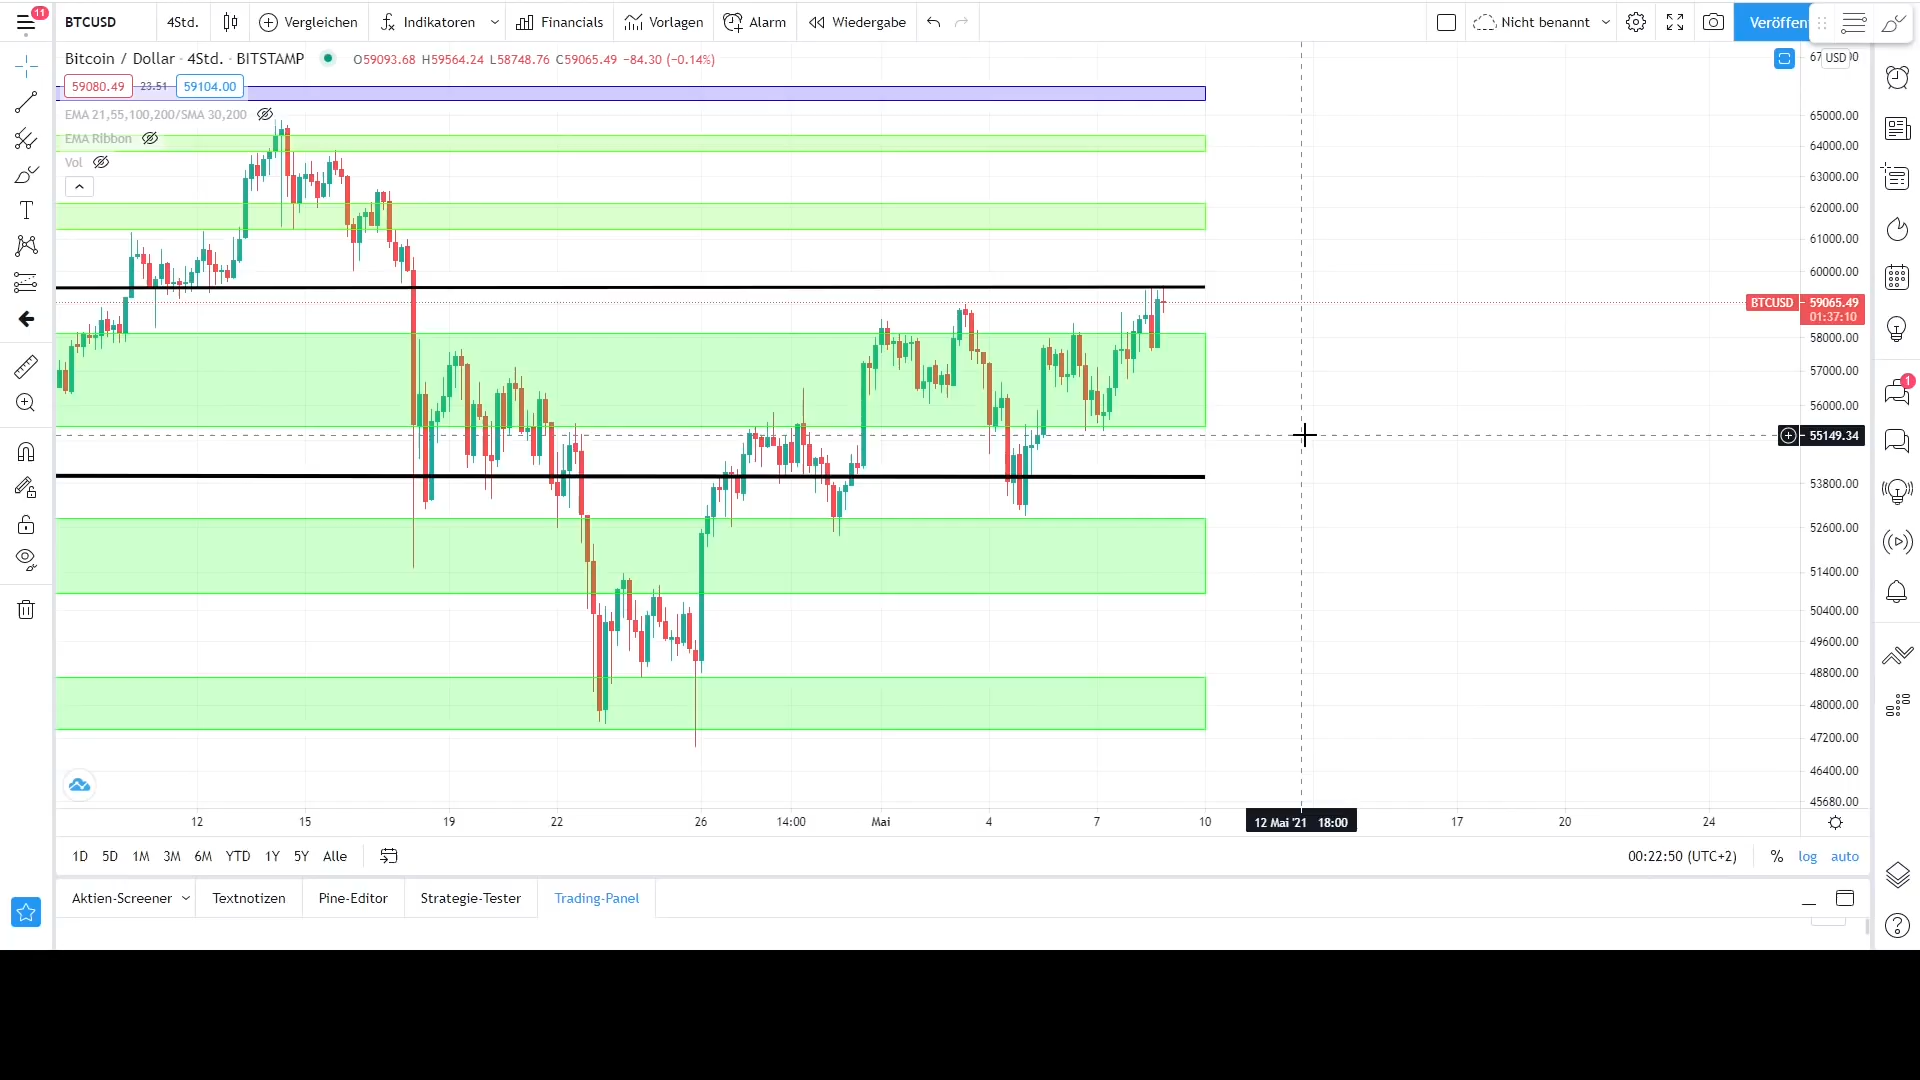 11
BTCUSD 4Std. Vergleichen Indikatoren Financials Vorlagen Alarm Wiedergabe Nicht benannt Veröffen
Bitcoin / Dollar · 4Std. · BITSTAMP O59093.68 H59564.24 L58748.76 C59065.49 −84.30 (−0.14%)
USD
59080.49 23.51 59104.00
EMA 21,55,100,200/SMA 30,200
EMA Ribbon
Vol
65000.00
64000.00
63000.00
62000.00
61000.00
60000.00
BTCUSD 59065.49
01:37:10
58000.00
57000.00
56000.00
55149.34
53800.00
52600.00
51400.00
50400.00
49600.00
48800.00
48000.00
47200.00
46400.00
45680.00
1
12 15 19 22 26 14:00 Mai 4 7 10 12 Mai '21 18:00 17 20 24
1D 5D 1M 3M 6M YTD 1Y 5Y Alle 00:22:50 (UTC+2) % log auto
Aktien-Screener Textnotizen Pine-Editor Strategie-Tester Trading-Panel